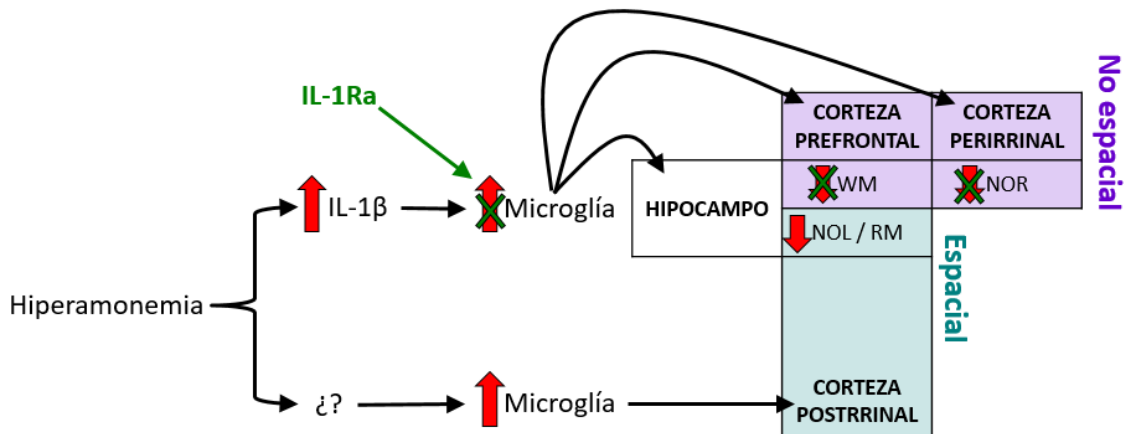 IL-1Ra
CORTEZA
PREFRONTAL
CORTEZA
PERIRRINAL
No espacial
IL-1β
Microglía
HIPOCAMPO
WM
NOR
NOL / RM
Espacial
Hiperamonemia
¿?
Microglía
CORTEZA
POSTRRINAL